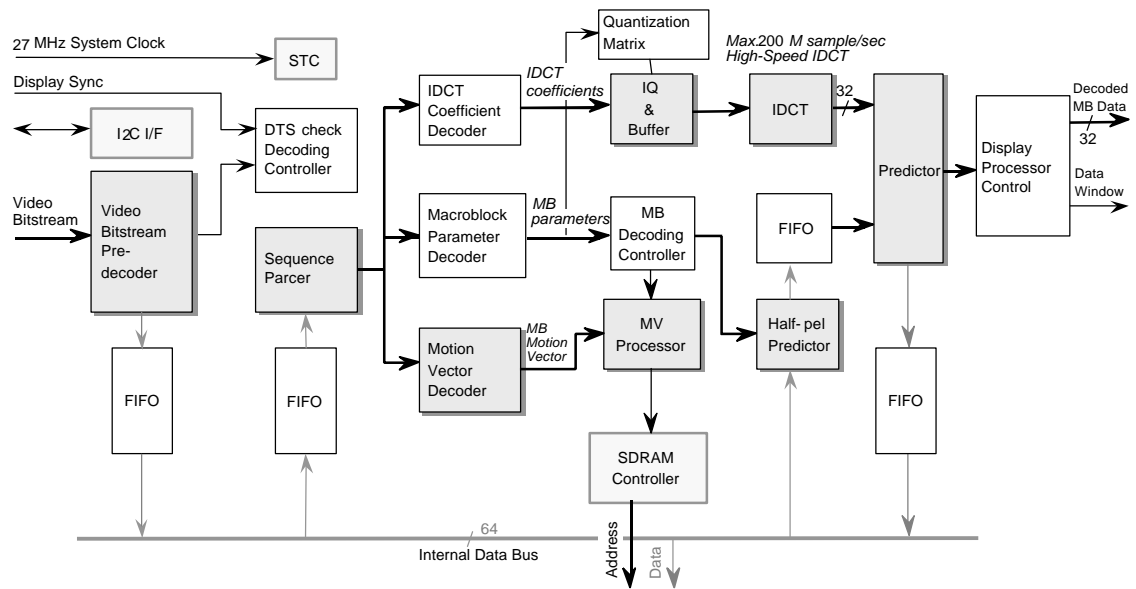 27 MHz System Clock
STC
Display Sync
I2C I/F
DTS check
Decoding
Controller
Video
Bitstream
Video
Bitstream
Pre-
decoder
Sequence
Parcer
FIFO
FIFO
IDCT
Coefficient
Decoder
IDCT
coefficients
Quantization
Matrix
IQ
&
Buffer
Max.200 M sample/sec
High-Speed IDCT
IDCT
32
Macroblock
Parameter
Decoder
MB
parameters
MB
Decoding
Controller
Motion
Vector
Decoder
MB
Motion
Vector
MV
Processor
FIFO
Half-pel
Predictor
Predictor
FIFO
Display
Processor
Control
Decoded
MB Data
32
Data
Window
SDRAM
Controller
64
Internal Data Bus
Address
Data